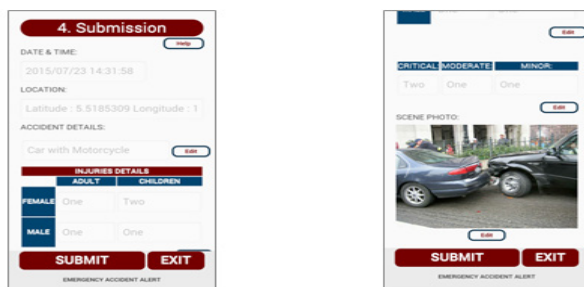 4. Submission
Help
DATE & TIME:
2015/07/23 14:31:58
LOCATION:
Latitude : 5.5185309 Longitude : 1
ACCIDENT DETAILS:
Car with Motorcycle
Edit
INJURIES DETAILS
ADULT CHILDREN
FEMALE One Two
MALE One One
SUBMIT EXIT
EMERGENCY ACCIDENT ALERT
Edit
CRITICAL: MODERATE: MINOR:
Two One One
Edit
SCENE PHOTO:
Edit
SUBMIT EXIT
EMERGENCY ACCIDENT ALERT